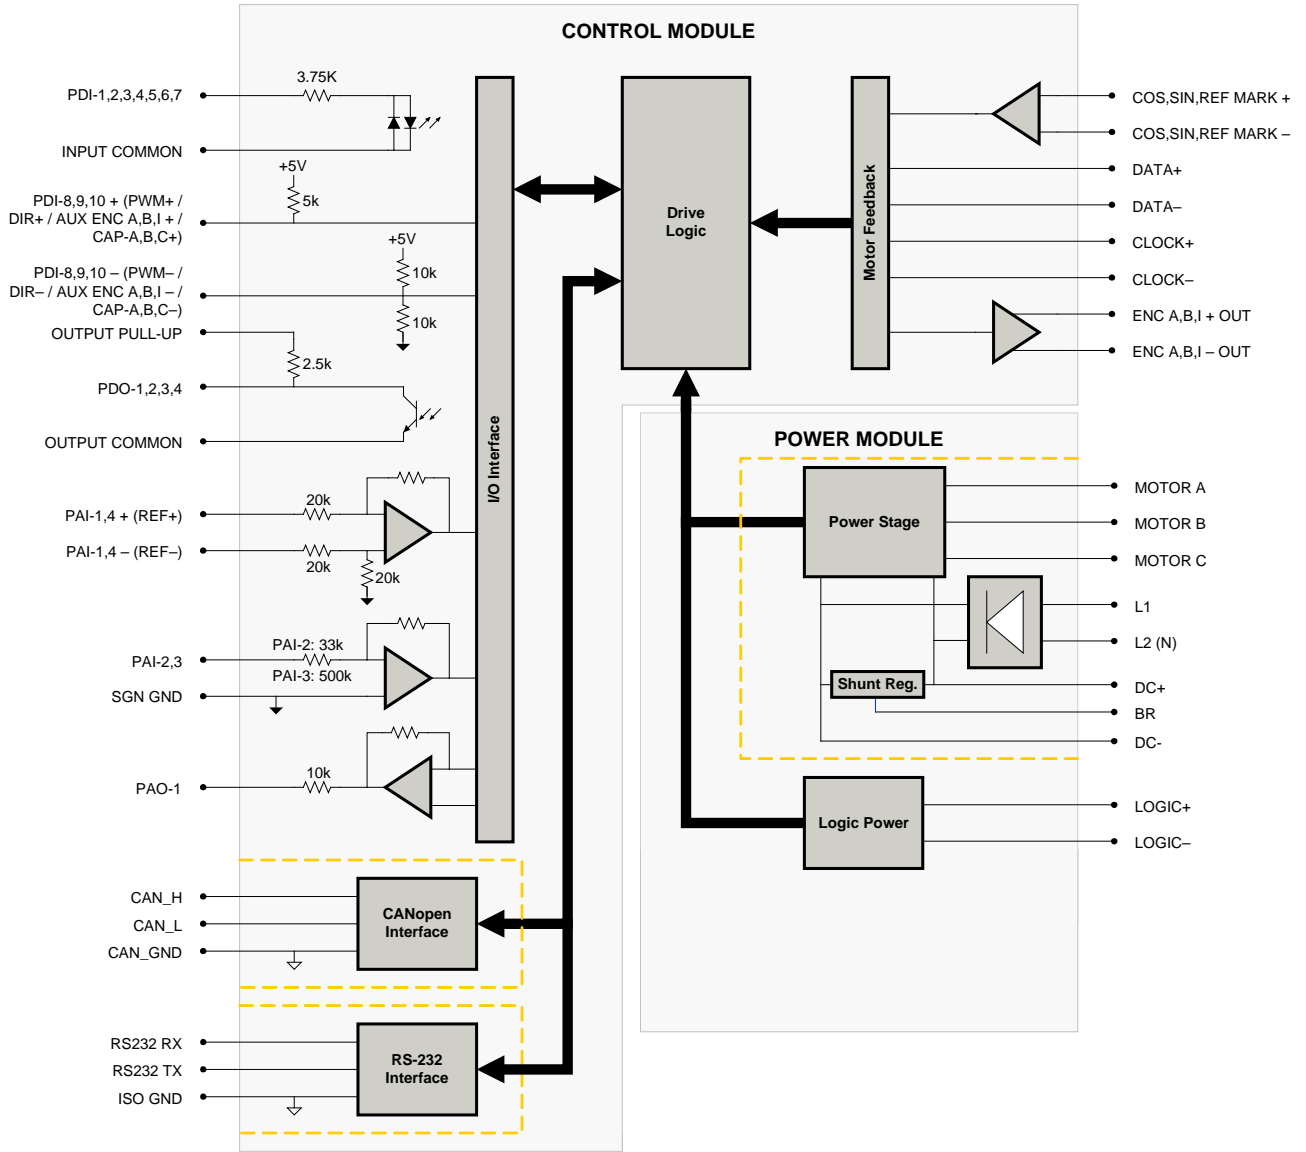 CONTROL MODULE
PDI-1,2,3,4,5,6,7
3.75K
INPUT COMMON
+5V
5k
PDI-8,9,10 + (PWM+ /
DIR+ / AUX ENC A,B,I + /
CAP-A,B,C+)
+5V
10k
PDI-8,9,10 – (PWM– /
DIR– / AUX ENC A,B,I – /
CAP-A,B,C–)
10k
OUTPUT PULL-UP
2.5k
PDO-1,2,3,4
OUTPUT COMMON
20k
PAI-1,4 + (REF+)
PAI-1,4 – (REF–)
20k
20k
PAI-2: 33k
PAI-2,3
PAI-3: 500k
SGN GND
10k
PAO-1
I/O Interface
CAN_H
CAN_L
CAN_GND
CANopen
Interface
RS232 RX
RS232 TX
ISO GND
RS-232
Interface
Drive
Logic
Motor Feedback
COS,SIN,REF MARK +
COS,SIN,REF MARK –
DATA+
DATA–
CLOCK+
CLOCK–
ENC A,B,I + OUT
ENC A,B,I – OUT
POWER MODULE
Power Stage
MOTOR A
MOTOR B
MOTOR C
L1
L2 (N)
Shunt Reg.
DC+
BR
DC-
Logic Power
LOGIC+
LOGIC–